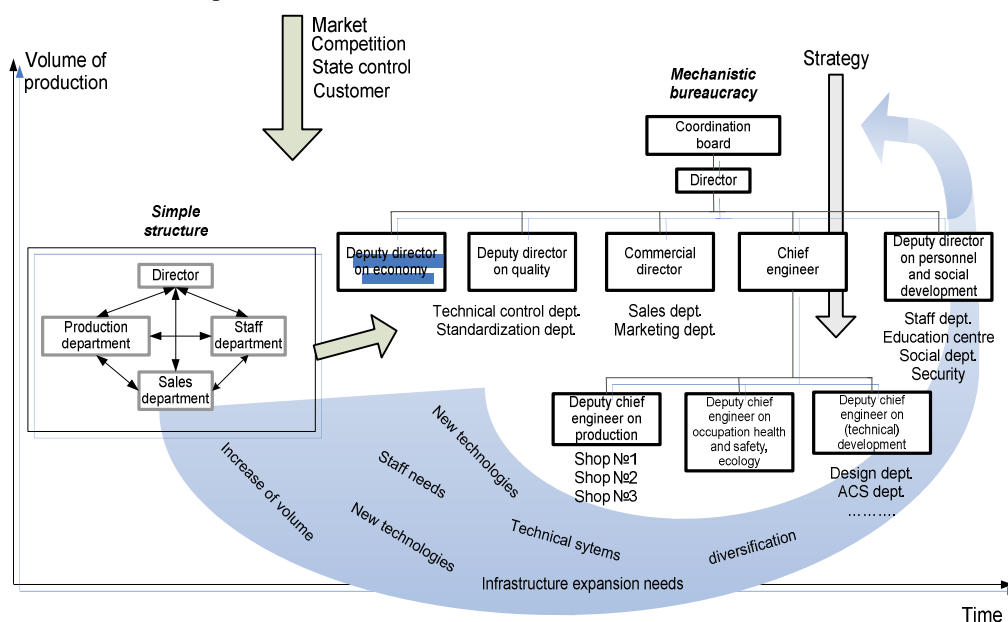 Market
Competition
State control
Customer
Volume of
production
Strategy
Mechanistic
bureaucracy
Coordination
board
Director
Simple
structure
Director
Production
department
Staff
department
Sales
department
Deputy director
on economy
Deputy director
on quality
Commercial
director
Chief
engineer
Deputy director
on personnel
and social
development
Technical control dept.
Standardization dept.
Sales dept.
Marketing dept.
Staff dept.
Education centre
Social dept.
Security
Deputy chief
engineer on
production
Deputy chief
engineer on
occupation health
and safety,
ecology
Deputy chief
engineer on
(technical)
development
Shop №1
Shop №2
Shop №3
Design dept.
ACS dept.
……….
Increase of volume
Staff needs
New technologies
New technologies
Technical sytems
diversification
Infrastructure expansion needs
Time